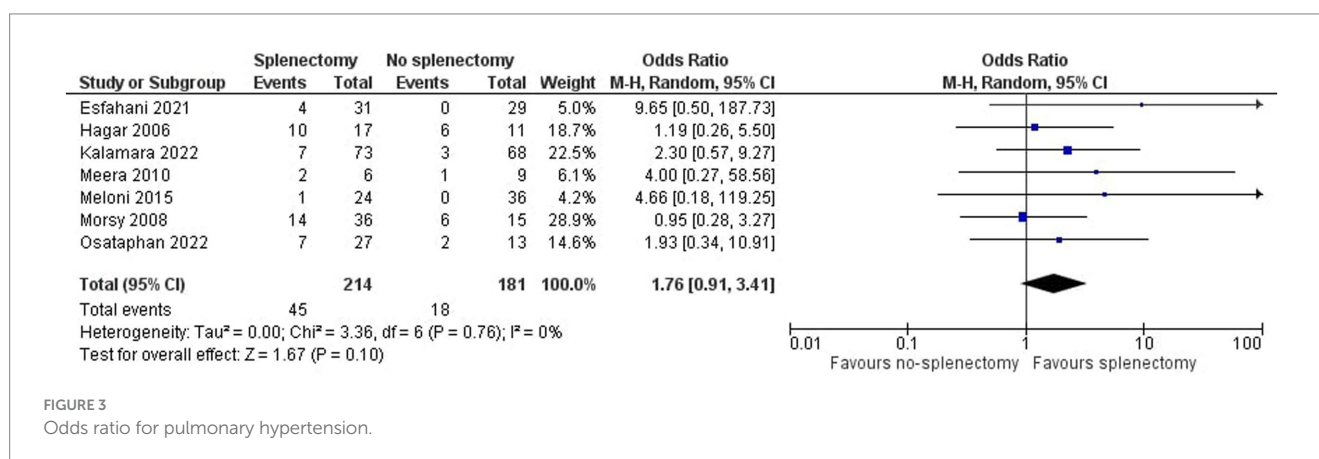 Splenectomy No splenectomy Odds Ratio Odds Ratio
Study or Subgroup Events Total Events Total Weight M-H, Random, 95% CI M-H, Random, 95% CI
Esfahani 2021 4 31 0 29 5.0% 9.65 [0.50, 187.73]
Hagar 2006 10 17 6 11 18.7% 1.19 [0.26, 5.50]
Kalamara 2022 7 73 3 68 22.5% 2.30 [0.57, 9.27]
Meera 2010 2 6 1 9 6.1% 4.00 [0.27, 58.56]
Meloni 2015 1 24 0 36 4.2% 4.66 [0.18, 119.25]
Morsy 2008 14 36 6 15 28.9% 0.95 [0.28, 3.27]
Osataphan 2022 7 27 2 13 14.6% 1.93 [0.34, 10.91]
Total (95% CI) 214 181 100.0% 1.76 [0.91, 3.41]
Total events 45 18
Heterogeneity: Tau² = 0.00; Chi² = 3.36, df = 6 (P = 0.76); I² = 0%
Test for overall effect: Z = 1.67 (P = 0.10)
0.01 0.1 1 10 100
Favours no-splenectomy Favours splenectomy
FIGURE 3
Odds ratio for pulmonary hypertension.